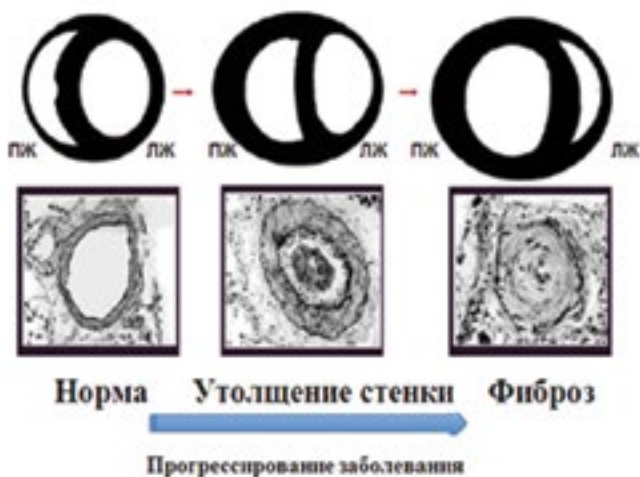 ПЖ ЛЖ ПЖ ЛЖ ПЖ ЛЖ
Норма Утолщение стенки Фиброз
Прогрессирование заболевания